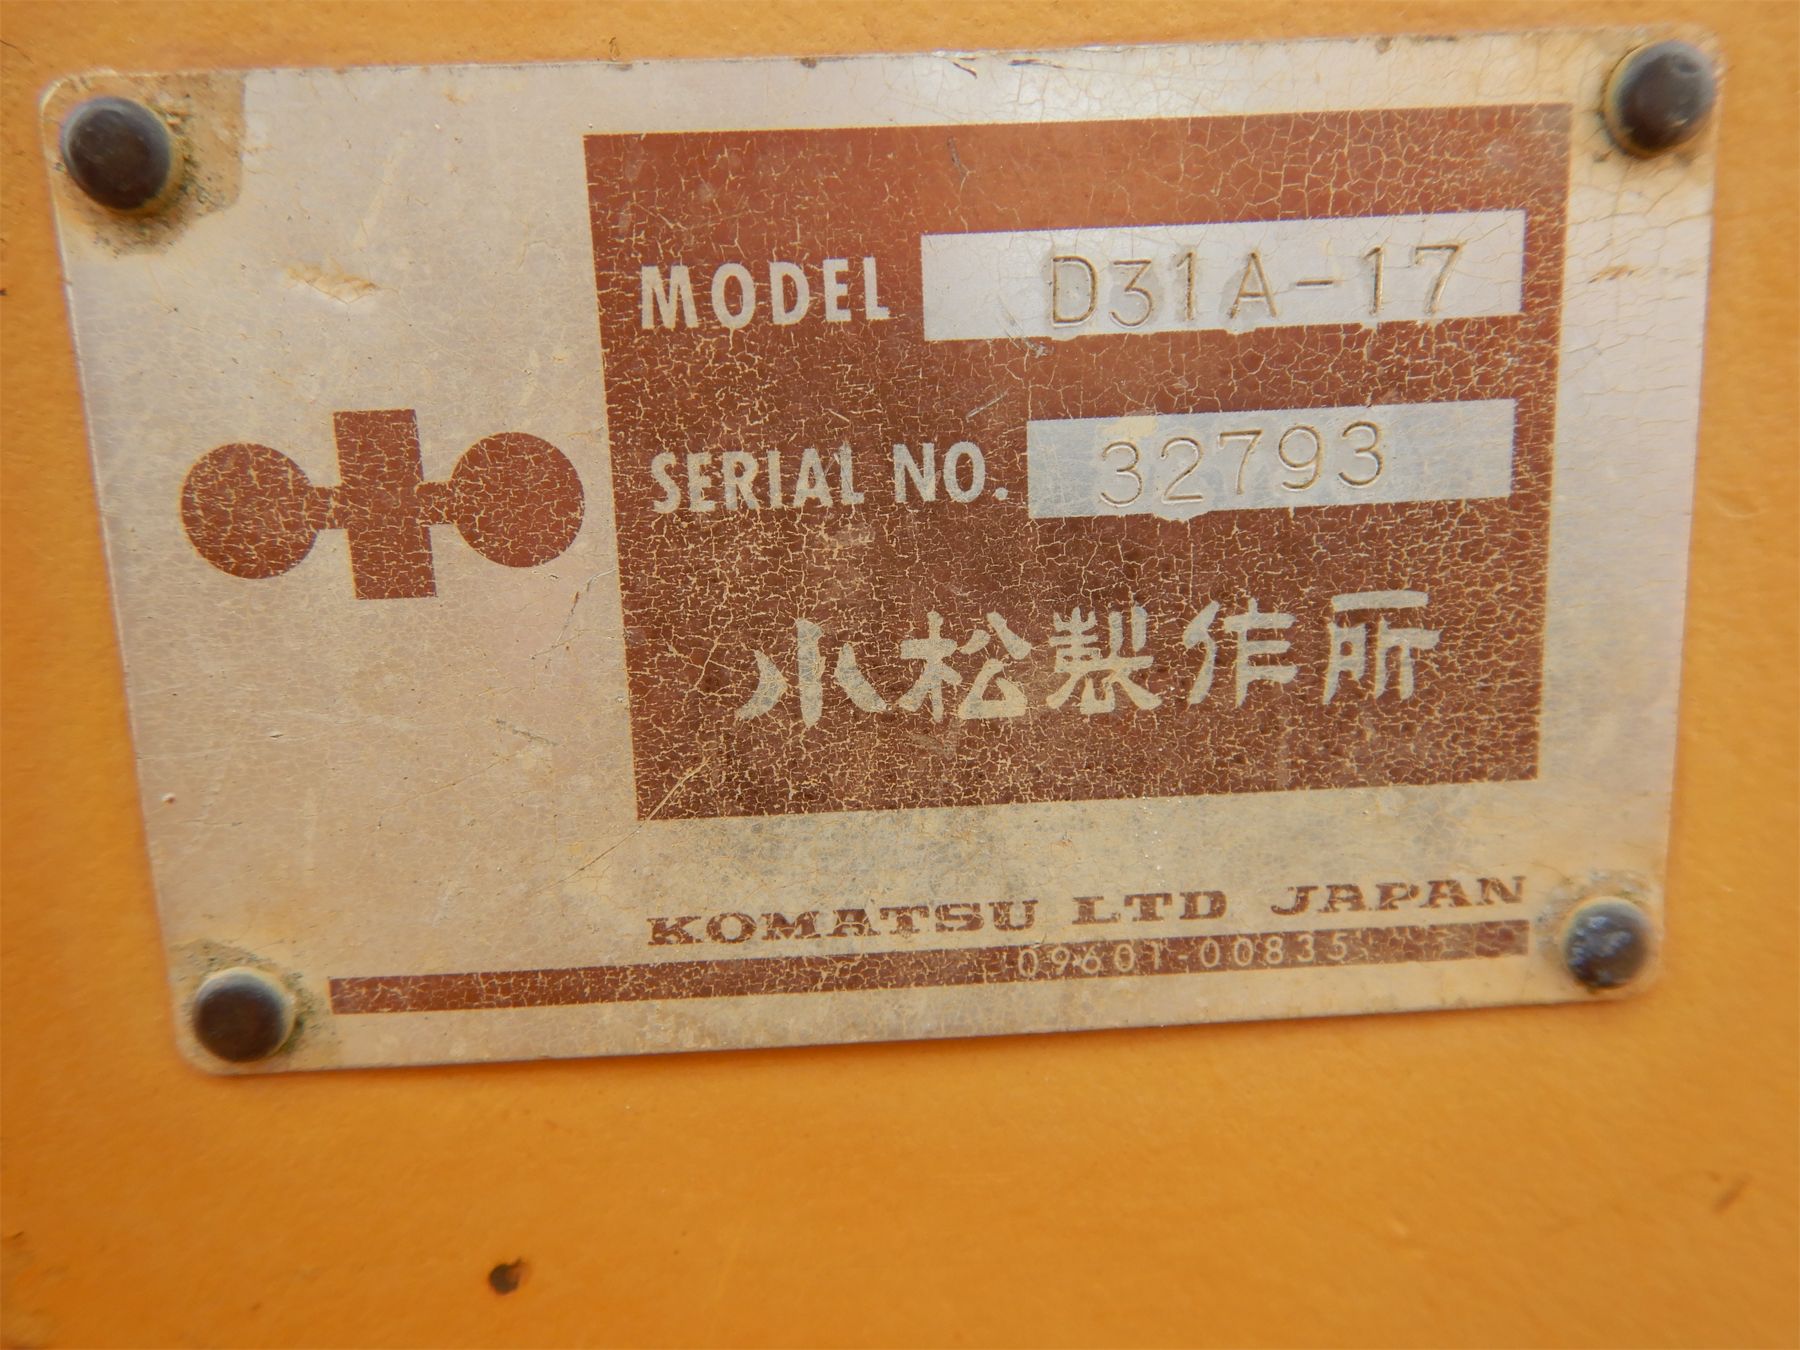 MODEL D31A-17
SERIAL NO. 32793
小松製作所
KOMATSU LTD JAPAN
09601-00835